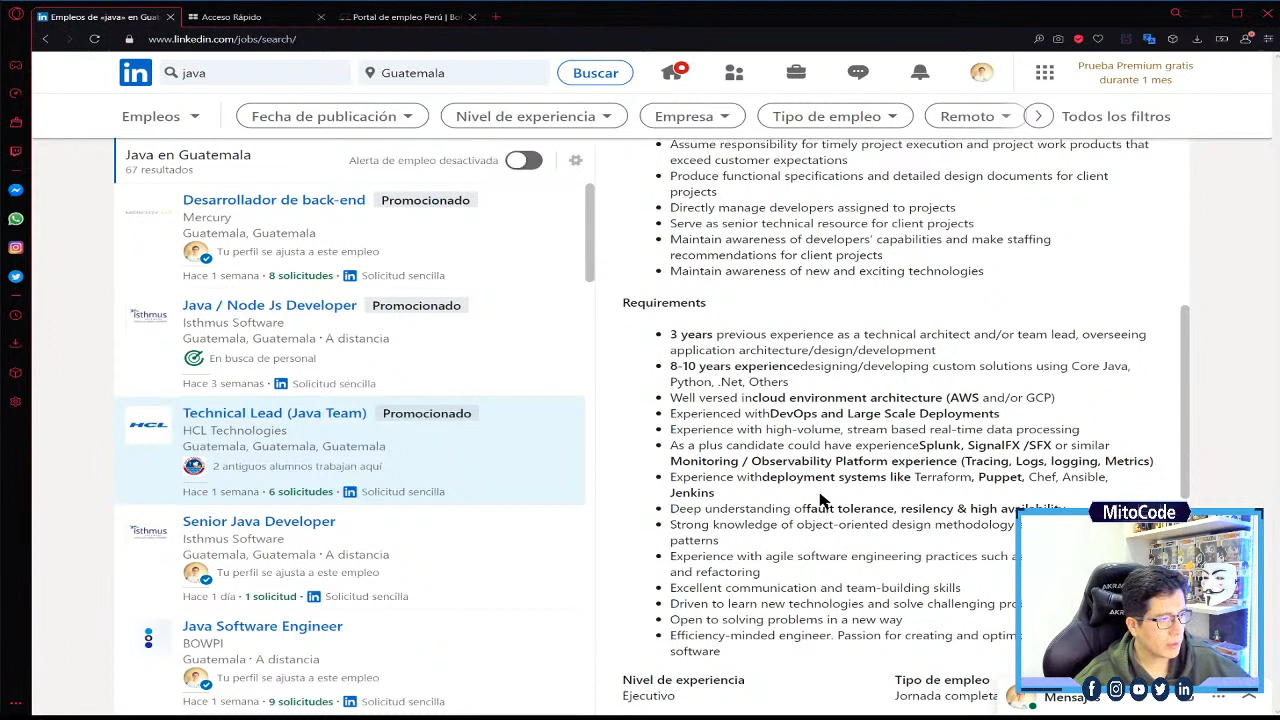 Empleos de «java» en Gua
Acceso Rápido
Portal de empleo Perú | Bol
www.linkedin.com/jobs/search/
in
java
Guatemala
Buscar
Prueba Premium gratis
durante 1 mes
Empleos
Fecha de publicación
Nivel de experiencia
Empresa
Tipo de empleo
Remoto
Todos los filtros
Java en Guatemala
67 resultados
Alerta de empleo desactivada
Desarrollador de back-end Promocionado
Mercury
Guatemala, Guatemala
Tu perfil se ajusta a este empleo
Hace 1 semana · 8 solicitudes · in Solicitud sencilla
Isthmus
Java / Node Js Developer Promocionado
Isthmus Software
Guatemala, Guatemala · A distancia
En busca de personal
Hace 3 semanas · in Solicitud sencilla
HCL
Technical Lead (Java Team) Promocionado
HCL Technologies
Guatemala, Guatemala, Guatemala
2 antiguos alumnos trabajan aquí
Hace 1 semana · 6 solicitudes · in Solicitud sencilla
Isthmus
Senior Java Developer
Isthmus Software
Guatemala, Guatemala · A distancia
Tu perfil se ajusta a este empleo
Hace 1 día · 1 solicitud · in Solicitud sencilla
Java Software Engineer
BOWPI
Guatemala · A distancia
Tu perfil se ajusta a este empleo
Hace 1 semana · 9 solicitudes · in Solicitud sencilla
Assume responsibility for timely project execution and project work products that
exceed customer expectations
Produce functional specifications and detailed design documents for client
projects
Directly manage developers assigned to projects
Serve as senior technical resource for client projects
Maintain awareness of developers' capabilities and make staffing
recommendations for client projects
Maintain awareness of new and exciting technologies
Requirements
3 years previous experience as a technical architect and/or team lead, overseeing
application architecture/design/development
8-10 years experiencedesigning/developing custom solutions using Core Java,
Python, .Net, Others
Well versed incloud environment architecture (AWS and/or GCP)
Experienced withDevOps and Large Scale Deployments
Experience with high-volume, stream based real-time data processing
As a plus candidate could have experienceSplunk, SignalFX /SFX or similar
Monitoring / Observability Platform experience (Tracing, Logs, logging, Metrics)
Experience withdeployment systems like Terraform, Puppet, Chef, Ansible,
Jenkins
Deep understanding offault tolerance, resilency & high availability
Strong knowledge of object-oriented design methodology
patterns
Experience with agile software engineering practices such
and refactoring
Excellent communication and team-building skills
Driven to learn new technologies and solve challenging
Open to solving problems in a new way
Efficiency-minded engineer. Passion for creating and
software
Nivel de experiencia
Ejecutivo
Tipo de empleo
Jornada completa
MitoCode
AKRA
Mensajes